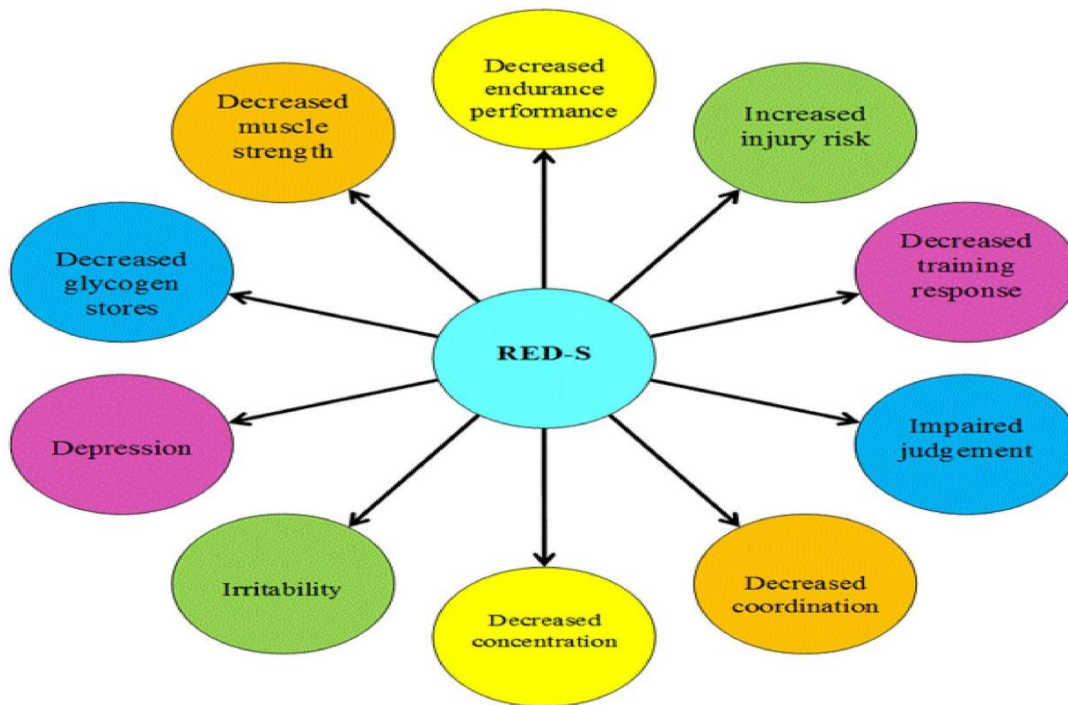 Decreased
endurance
performance
Increased
injury risk
Decreased
training
response
Impaired
judgement
Decreased
coordination
Decreased
concentration
Irritability
Depression
Decreased
glycogen
stores
Decreased
muscle
strength
RED-S